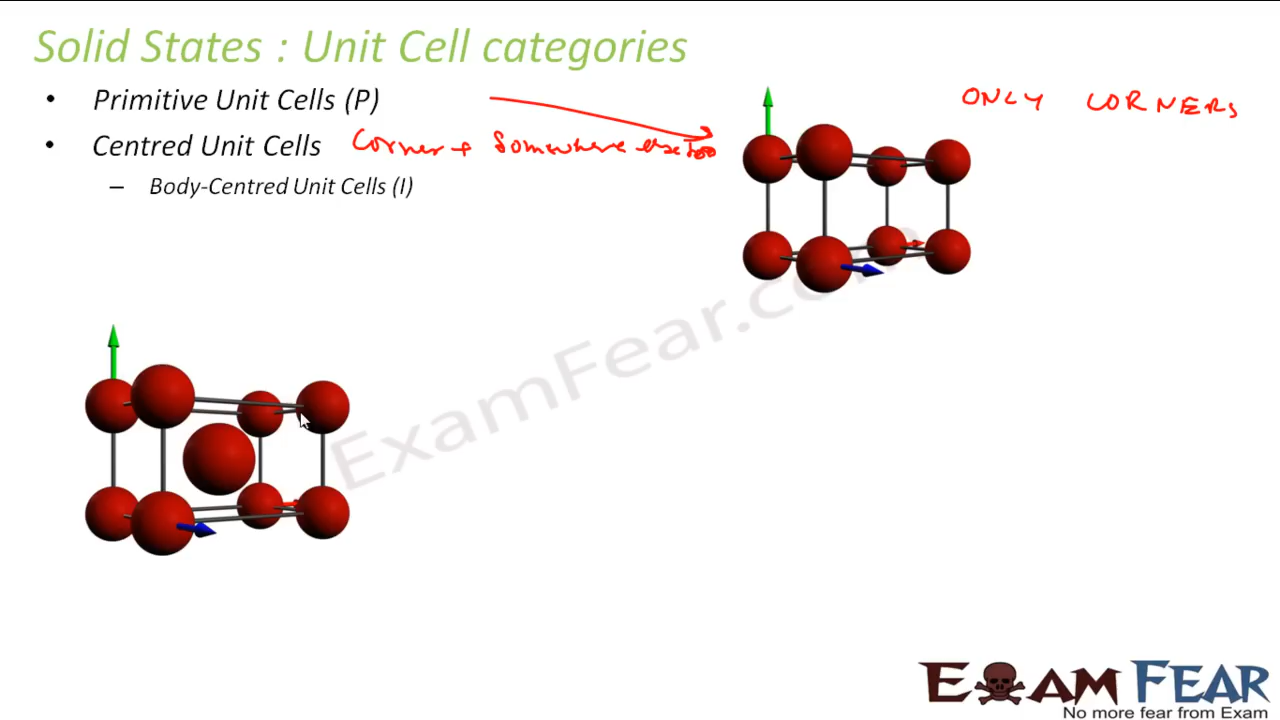 Solid States : Unit Cell categories
• Primitive Unit Cells (P)
ONLY CORNERS
• Centred Unit Cells Corner + Somewhere else too
– Body-Centred Unit Cells (I)
ExamFear.com
EXAM FEAR
No more fear from Exam